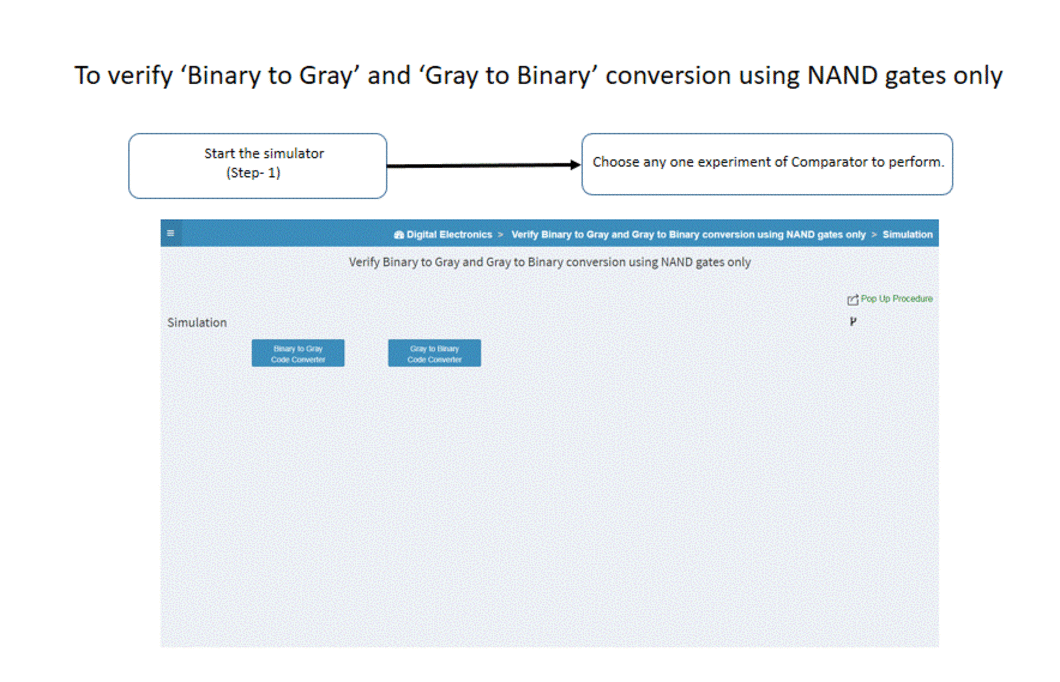 To verify ‘Binary to Gray’ and ‘Gray to Binary’ conversion using NAND gates only
Start the simulator
(Step- 1)
Choose any one experiment of Comparator to perform.
Digital Electronics > Verify Binary to Gray and Gray to Binary conversion using NAND gates only > Simulation
Verify Binary to Gray and Gray to Binary conversion using NAND gates only
Pop Up Procedure
Simulation
Binary to Gray
Code Converter
Gray to Binary
Code Converter